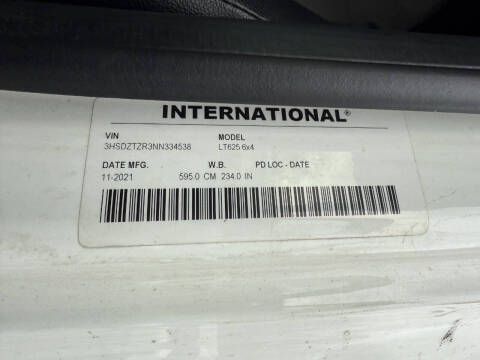 INTERNATIONAL®
VIN MODEL
3HSDZTZR3NN334538 LT625 6x4
DATE MFG. W.B. PD LOC - DATE
11-2021 595.0 CM 234.0 IN